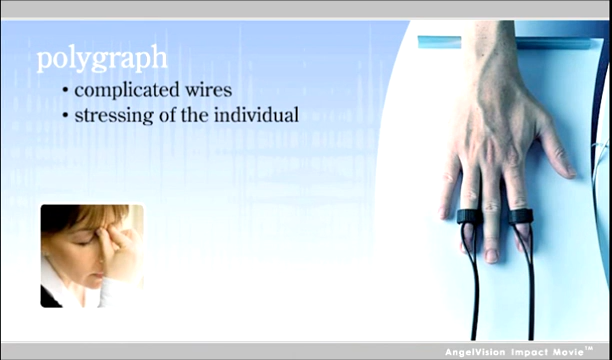 polygraph
• complicated wires
• stressing of the individual
AngelVision Impact Movie™